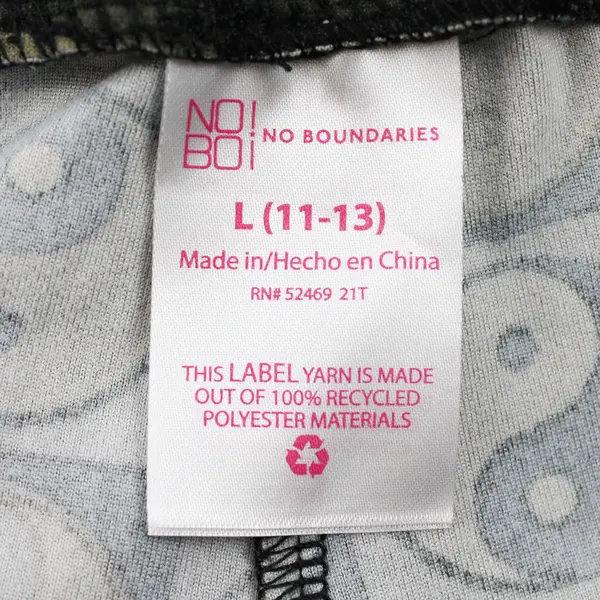 NO!
BO!
NO BOUNDARIES
L (11-13)
Made in/Hecho en China
RN# 52469 21T
THIS LABEL YARN IS MADE
OUT OF 100% RECYCLED
POLYESTER MATERIALS